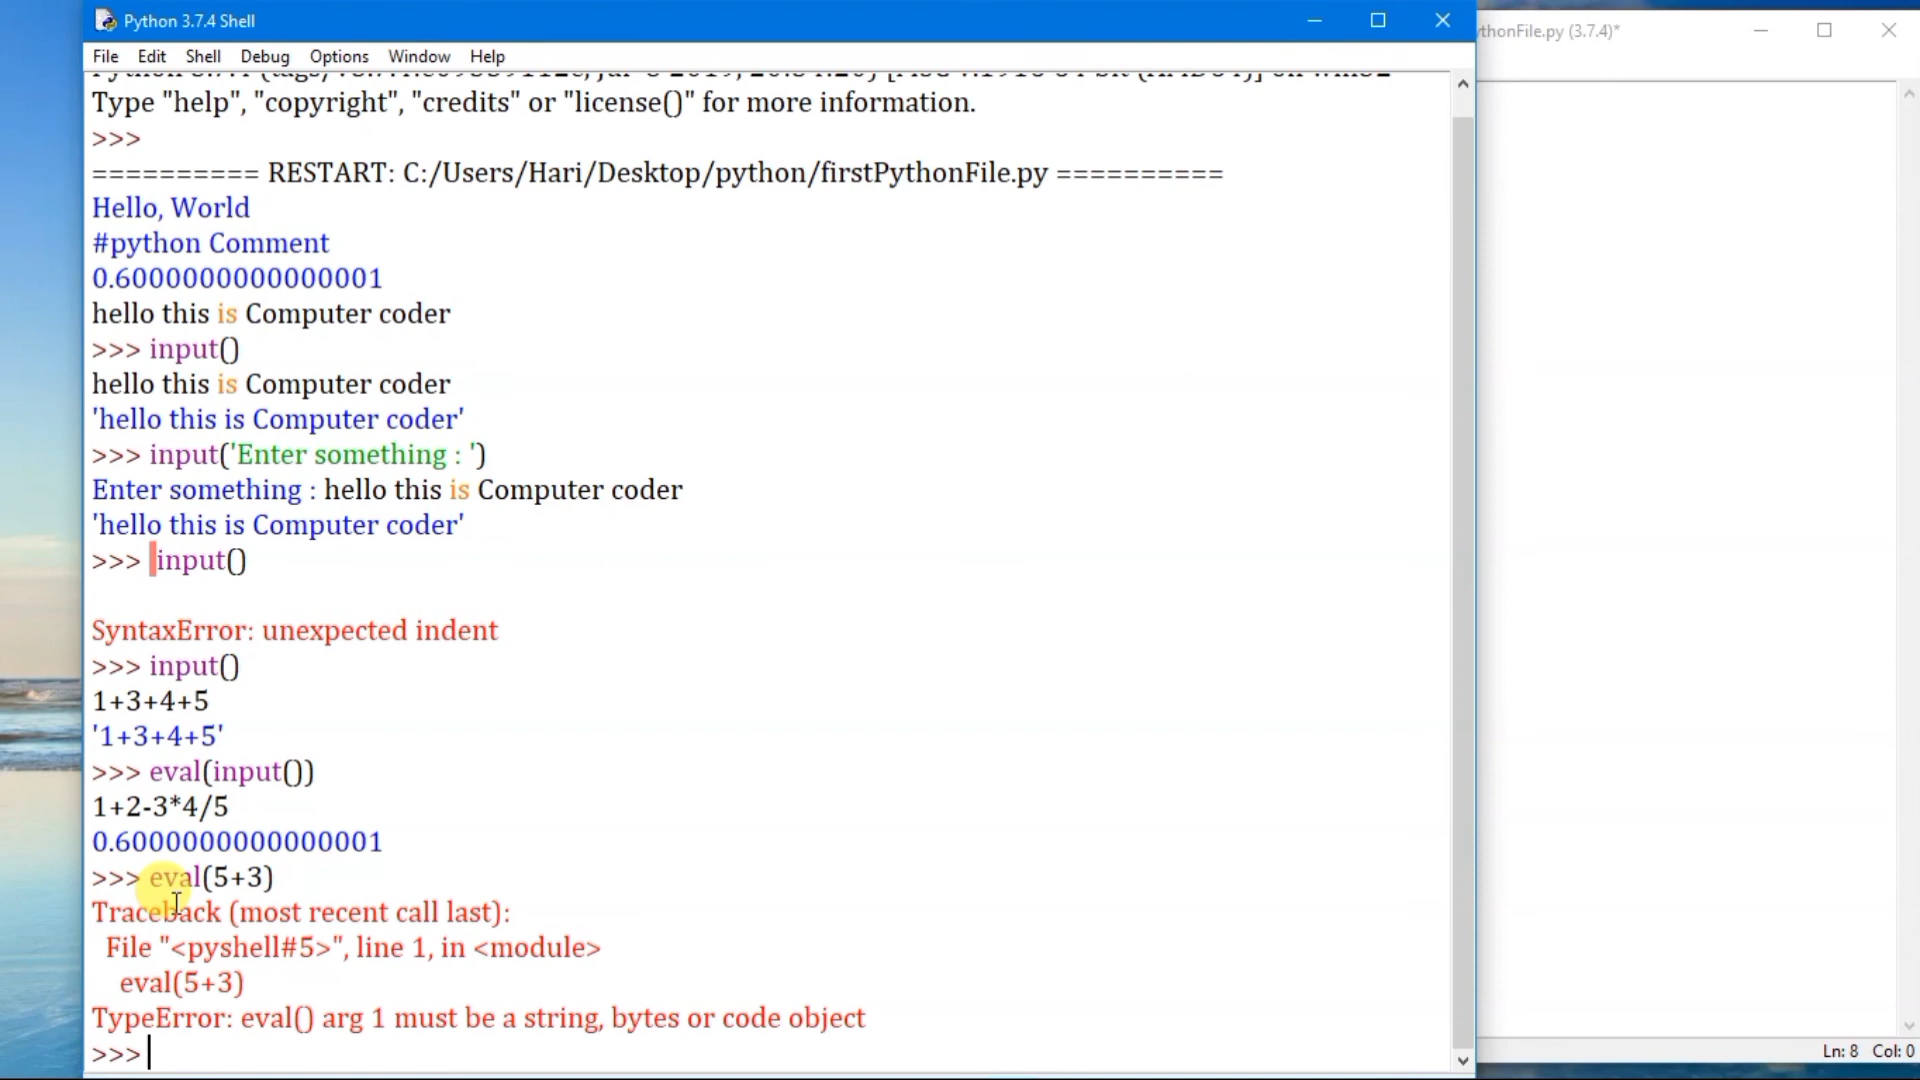 Python 3.7.4 Shell
thonFile.py (3.7.4)*
File Edit Shell Debug Options Window Help
Type "help", "copyright", "credits" or "license()" for more information.
>>>
========== RESTART: C:/Users/Hari/Desktop/python/firstPythonFile.py ==========
Hello, World
#python Comment
0.6000000000000001
hello this is Computer coder
>>> input()
hello this is Computer coder
'hello this is Computer coder'
>>> input('Enter something : ')
Enter something : hello this is Computer coder
'hello this is Computer coder'
>>>  input()
SyntaxError: unexpected indent
>>> input()
1+3+4+5
'1+3+4+5'
>>> eval(input())
1+2-3*4/5
0.6000000000000001
>>> eval(5+3)
Traceback (most recent call last):
File "<pyshell#5>", line 1, in <module>
eval(5+3)
TypeError: eval() arg 1 must be a string, bytes or code object
>>>
Ln: 8 Col: 0